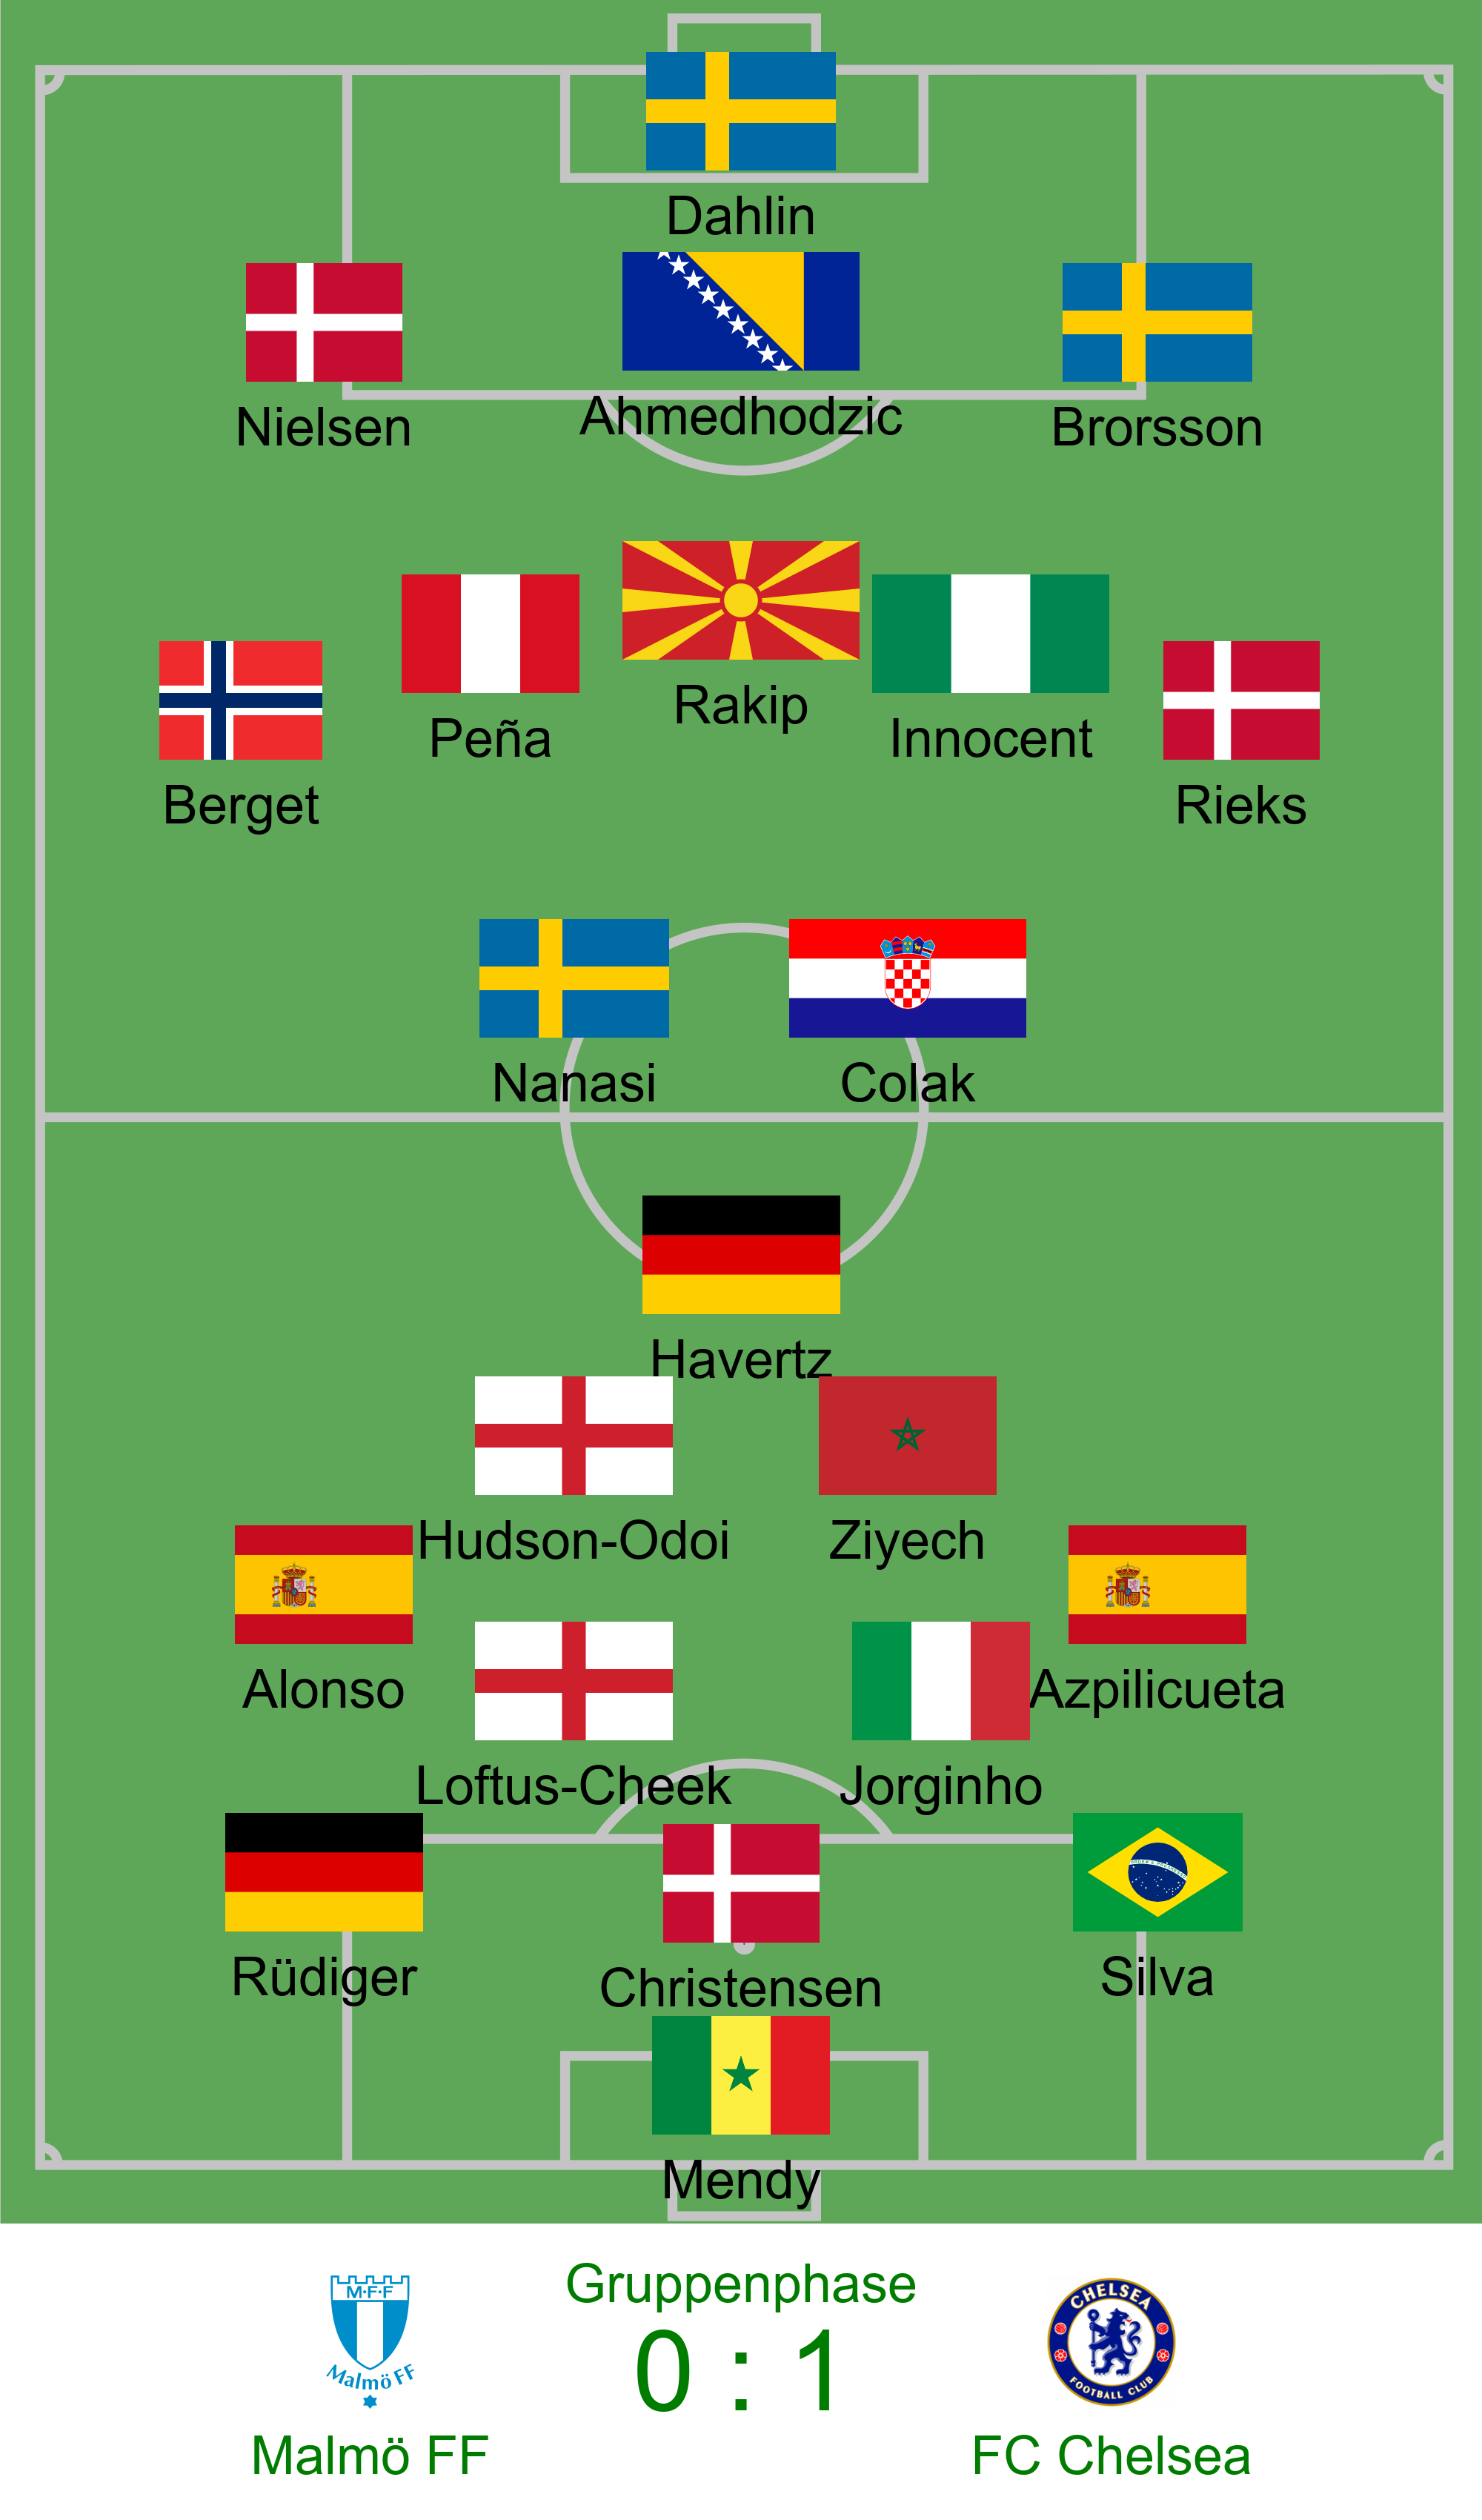 Dahlin
Nielsen
Ahmedhodzic
Brorsson
Rakip
Peña
Innocent
Berget
Rieks
Nanasi
Colak
Havertz
Hudson-Odoi
Ziyech
Alonso
Azpilicueta
Loftus-Cheek
Jorginho
Rüdiger
Christensen
Silva
Mendy
Gruppenphase
M·F·F
Malmö FF
CHELSEA
FOOTBALL CLUB
0 : 1
Malmö FF
FC Chelsea